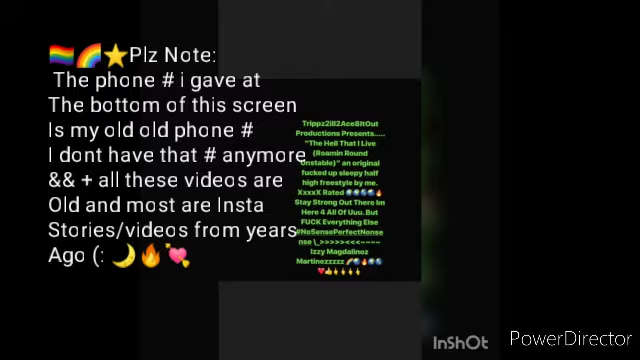 🏳️‍🌈🌈⭐Plz Note:
The phone # i gave at
The bottom of this screen
Is my old old phone #
I dont have that # anymore
&& + all these videos are
Old and most are Insta
Stories/videos from years
Ago (: 🌙🔥💘
Trippz2ill2Ace8ItOut
Productions Presents.....
"The Hell That I Live
(Roamin Round
Unstable)" an original
fucked up sleepy half
high freestyle by me.
XxxxX Rated 🌍🌍🌏🌏🔥
Stay Strong Out There Im
Here 4 All Of Uuu. But
FUCK Everything Else
#NoSensePerfectNonse
nse \_>>>>><<<~~~~
Izzy Magdalinoz
Martinezzzzz
InShOt
PowerDirector